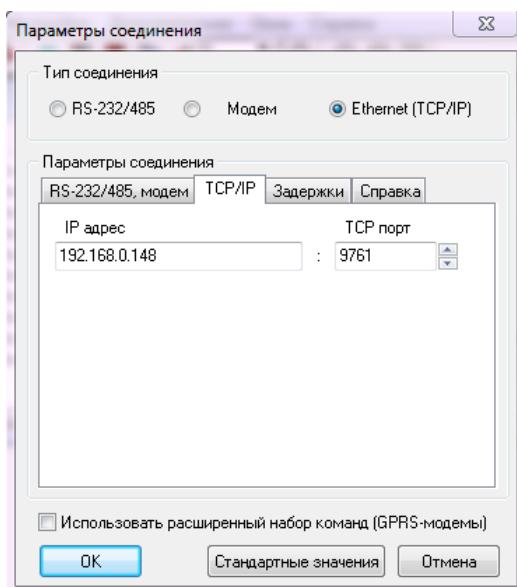 Параметры соединения
Тип соединения
RS-232/485 Модем Ethernet (TCP/IP)
Параметры соединения
RS-232/485, модем TCP/IP Задержки Справка
IP адрес TCP порт
192.168.0.148 : 9761
Использовать расширенный набор команд (GPRS-модемы)
OK Стандартные значения Отмена